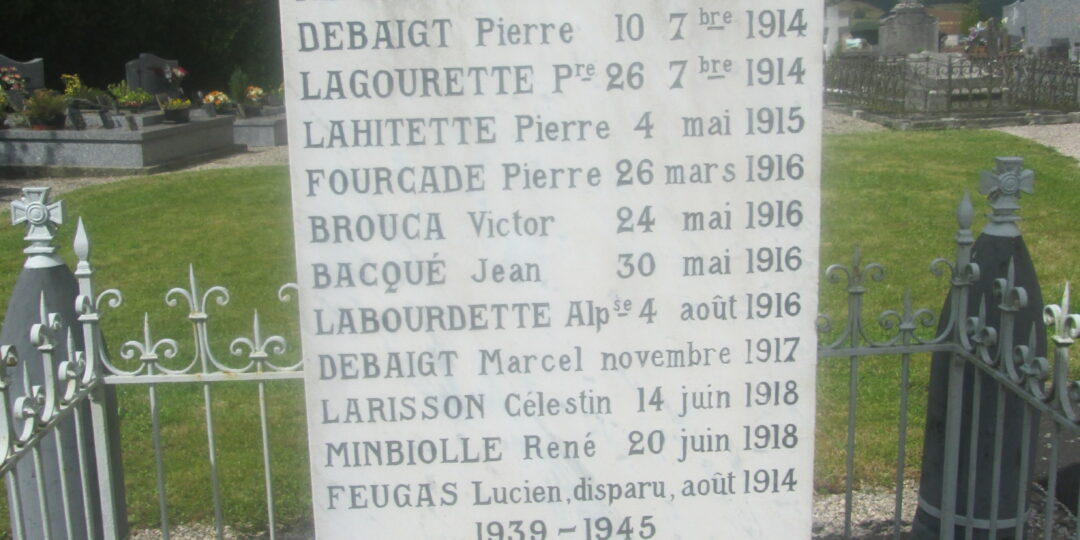 DEBAIGT Pierre 10 7bre 1914
LAGOURETTE Pre 26 7bre 1914
LAHITETTE Pierre 4 mai 1915
FOURCADE Pierre 26 mars 1916
BROUCA Victor 24 mai 1916
BACQUÉ Jean 30 mai 1916
LABOURDETTE Alpse 4 août 1916
DEBAIGT Marcel novembre 1917
LARISSON Célestin 14 juin 1918
MINBIOLLE René 20 juin 1918
FEUGAS Lucien, disparu, août 1914
1939 - 1945